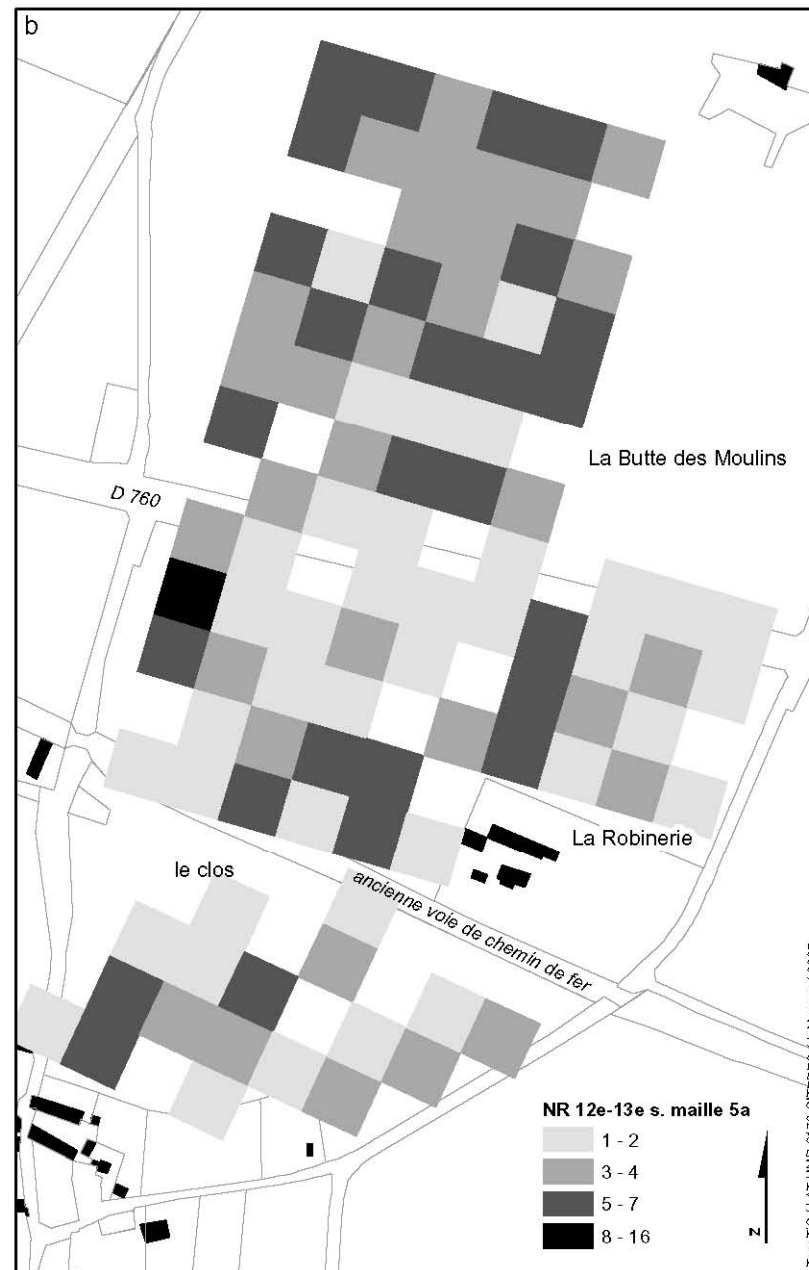 b
La Butte des Moulins
D 760
La Robinerie
le clos
ancienne voie de chemin de fer
NR 12e-13e s. maille 5a
1 - 2
3 - 4
5 - 7
8 - 16
N